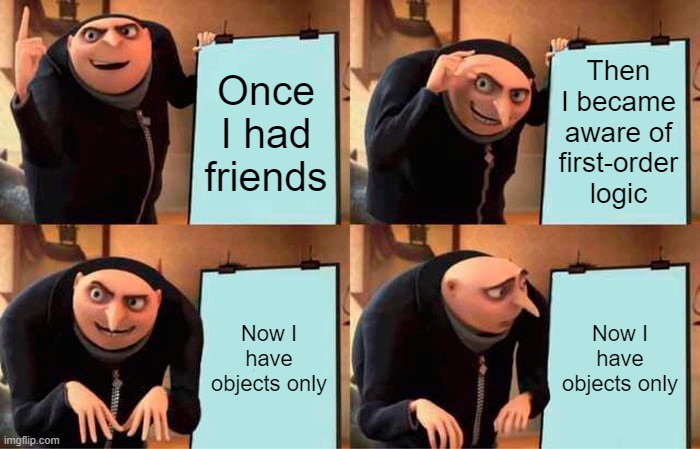 Once
I had
friends
Then
I became
aware of
first-order
logic
Now I
have
objects only
Now I
have
objects only
imgflip.com